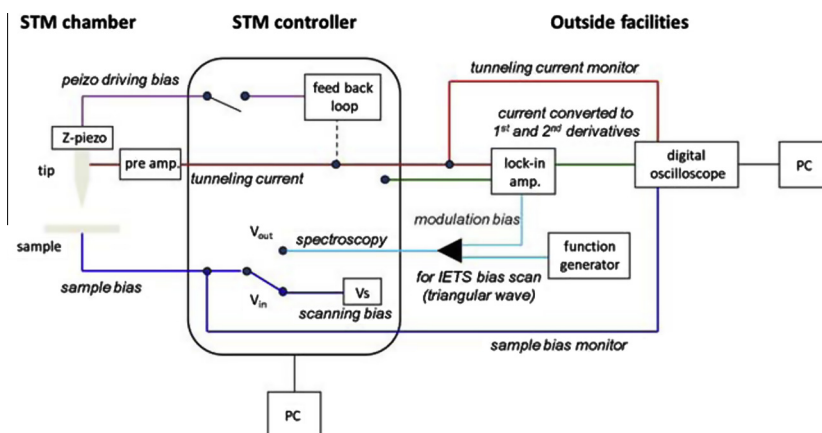 STM chamber
STM controller
Outside facilities
peizo driving bias
feed back
loop
tunneling current monitor
current converted to
1st and 2nd derivatives
Z-piezo
tip
pre amp.
tunneling current
lock-in
amp.
digital
oscilloscope
PC
modulation bias
sample
Vout
spectroscopy
function
generator
for IETS bias scan
(triangular wave)
sample bias
Vin
Vs
scanning bias
sample bias monitor
PC